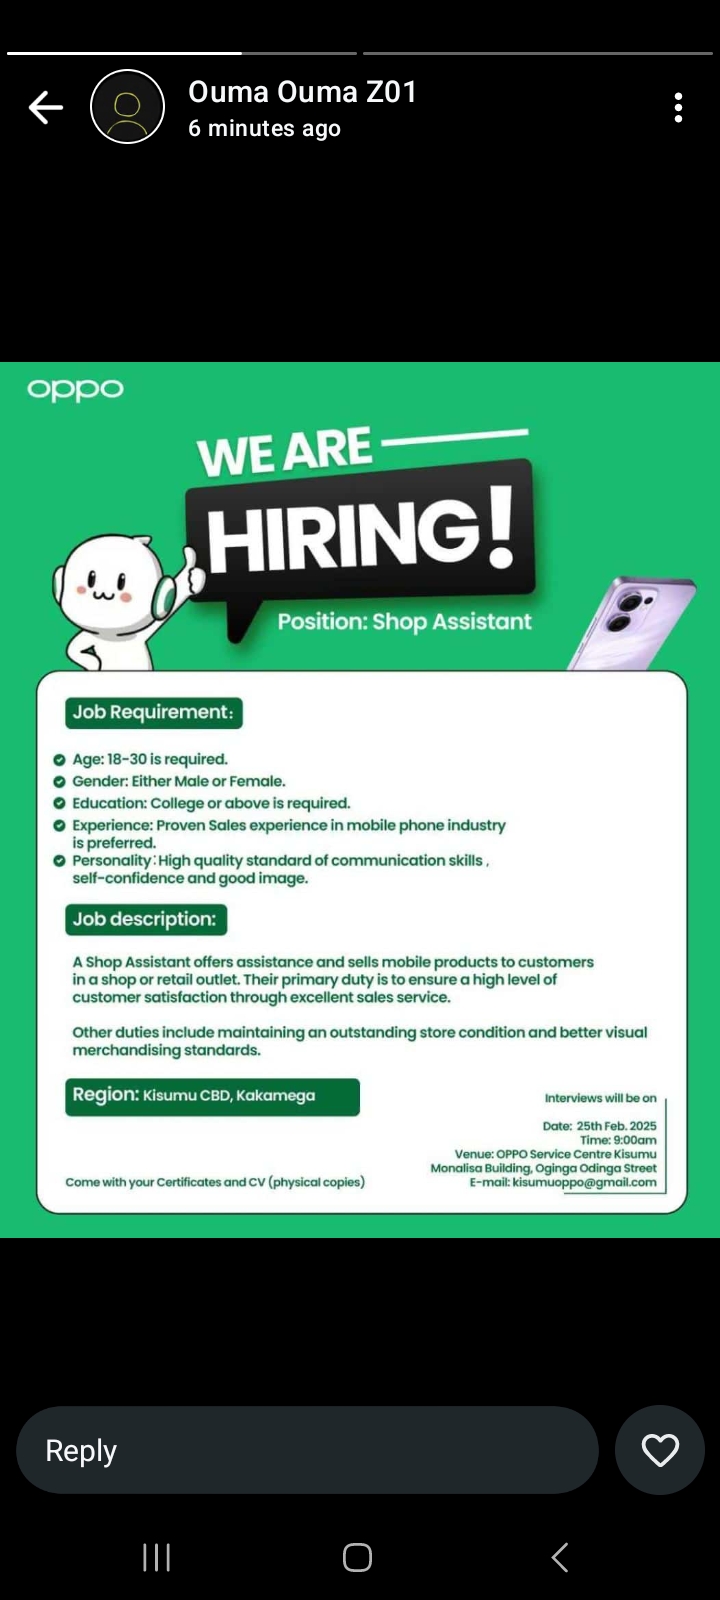 Ouma Ouma Z01
6 minutes ago
oppo
WE ARE
HIRING!
Position: Shop Assistant
Job Requirement:
Age: 18-30 is required.
Gender: Either Male or Female.
Education: College or above is required.
Experience: Proven Sales experience in mobile phone industry
is preferred.
Personality: High quality standard of communication skills ,
self-confidence and good image.
Job description:
A Shop Assistant offers assistance and sells mobile products to customers
in a shop or retail outlet. Their primary duty is to ensure a high level of
customer satisfaction through excellent sales service.
Other duties include maintaining an outstanding store condition and better visual
merchandising standards.
Region: Kisumu CBD, Kakamega
Interviews will be on
Date: 25th Feb. 2025
Time: 9:00am
Venue: OPPO Service Centre Kisumu
Monalisa Building, Oginga Odinga Street
E-mail: kisumuoppo@gmail.com
Come with your Certificates and CV (physical copies)
Reply